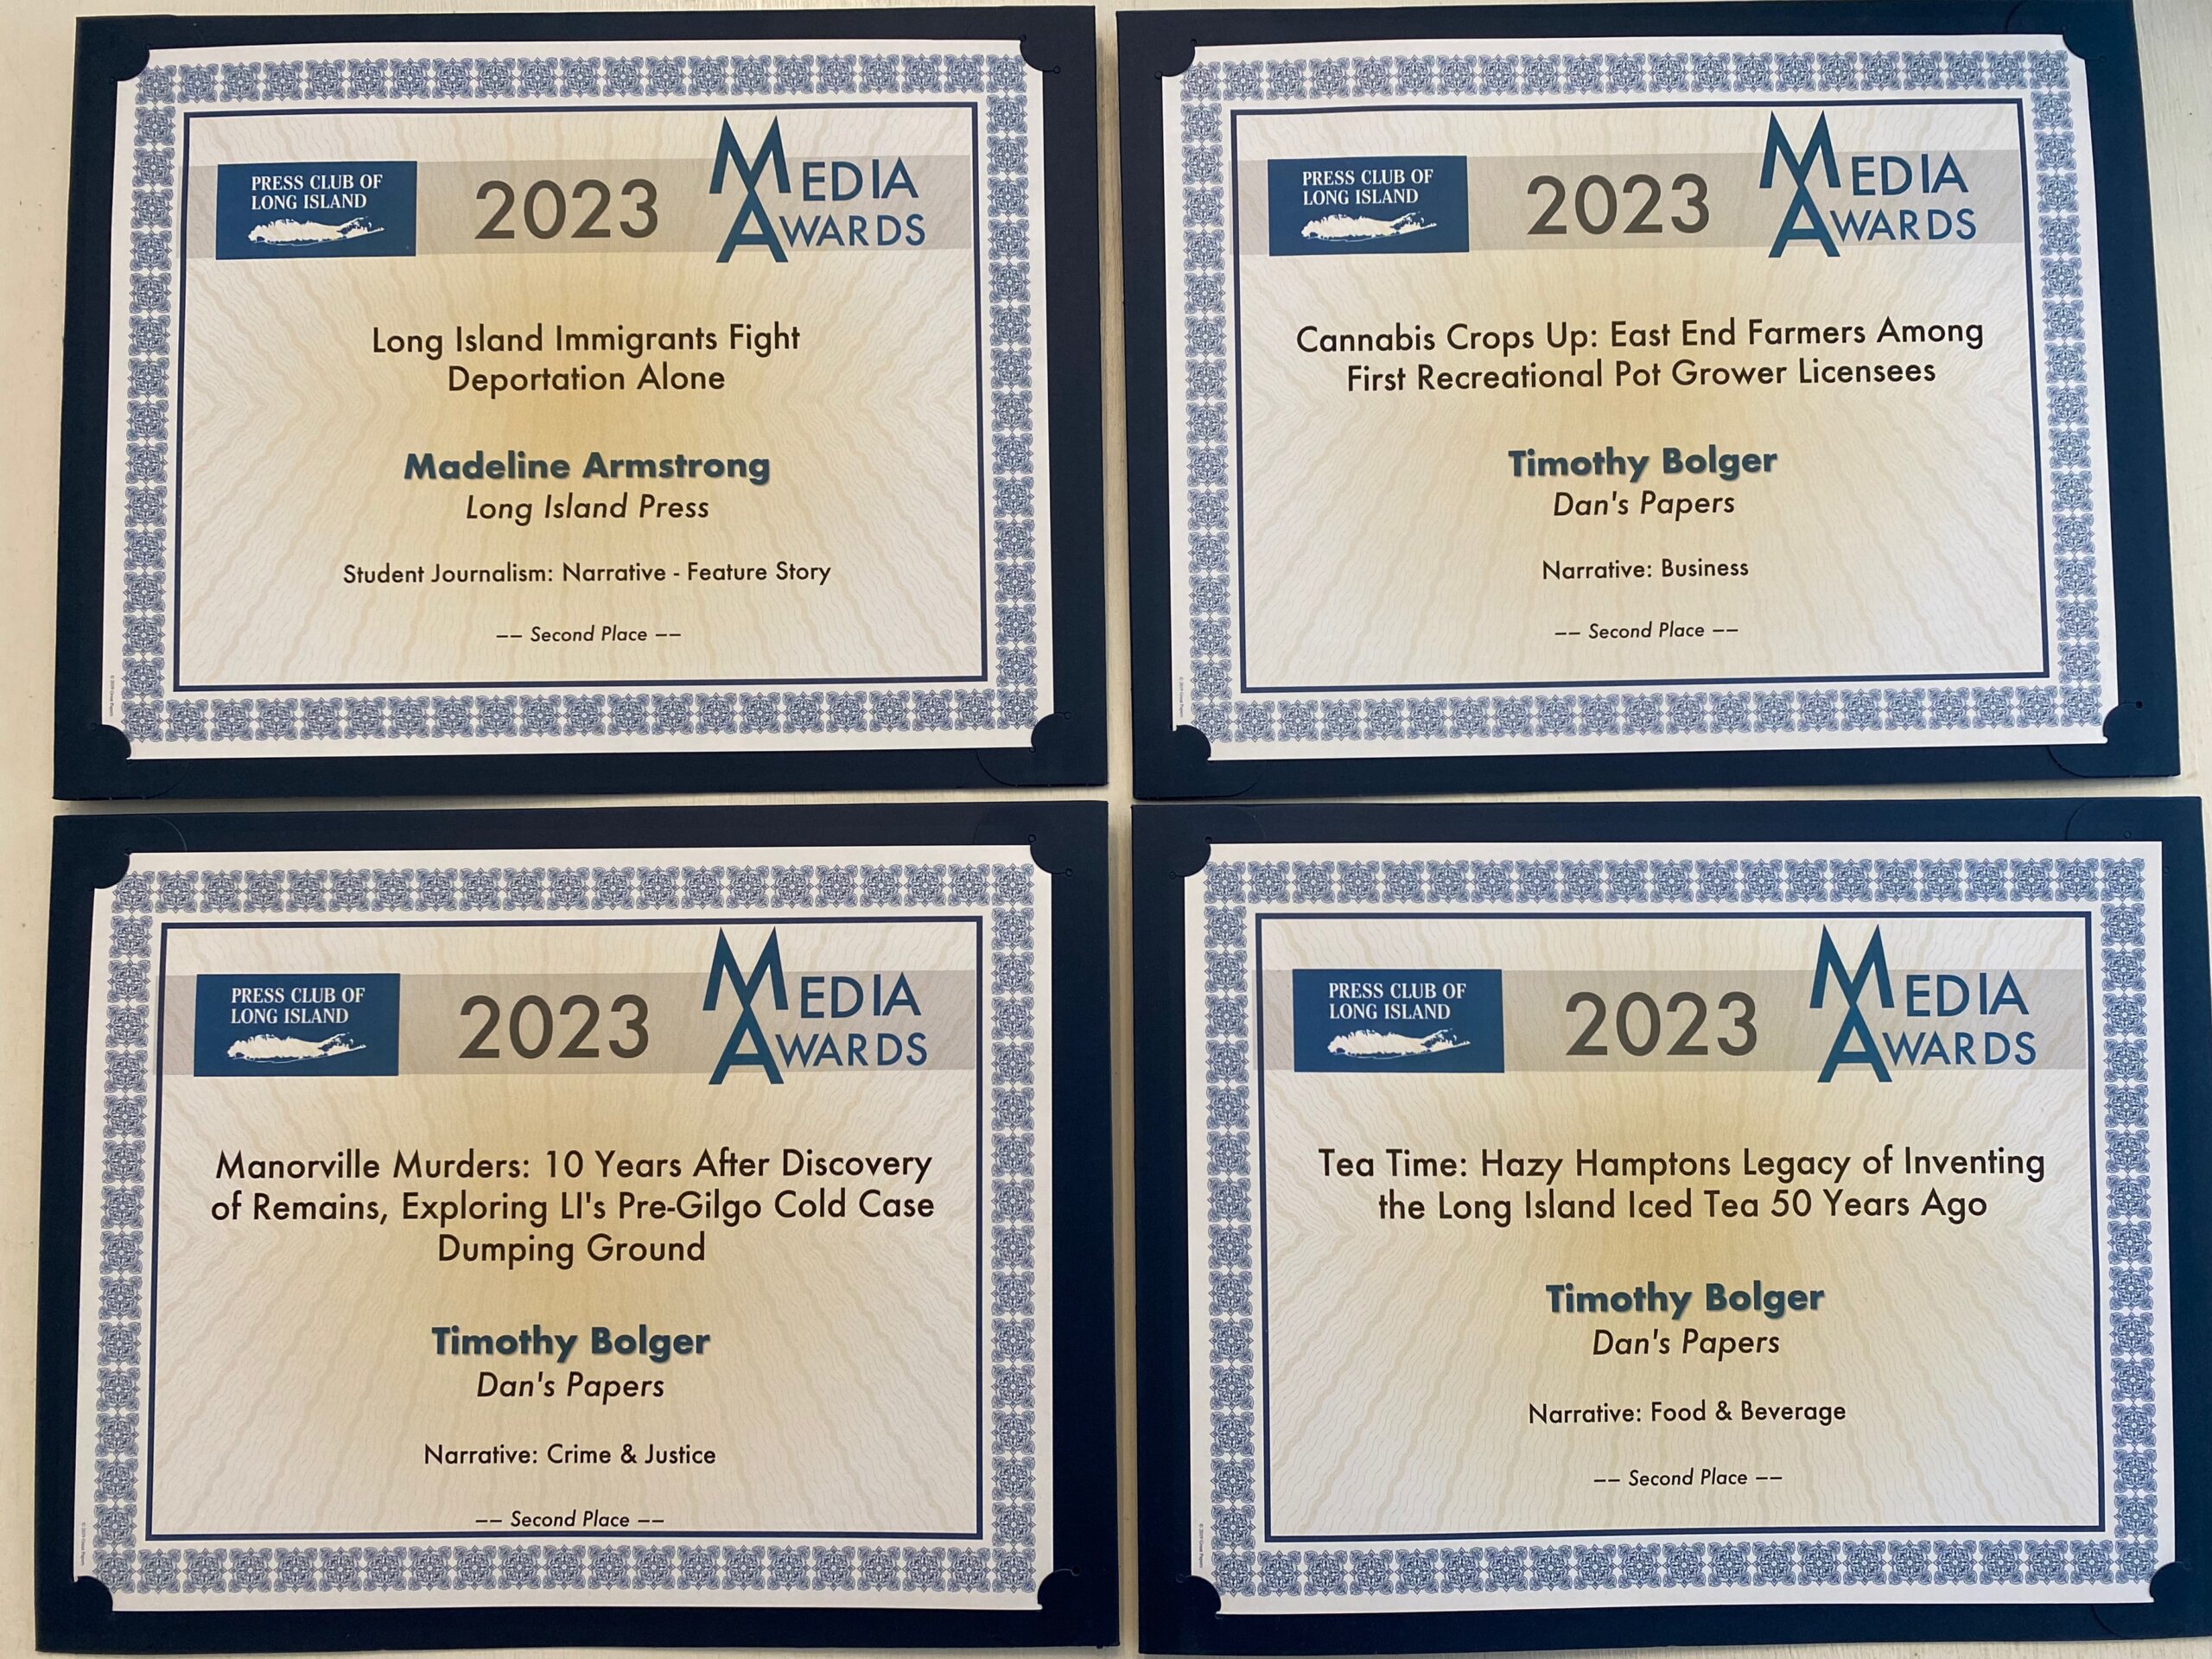 PRESS CLUB OF
LONG ISLAND
2023
MEDIA
AWARDS
Long Island Immigrants Fight
Deportation Alone
Madeline Armstrong
Long Island Press
Student Journalism: Narrative - Feature Story
–– Second Place ––
PRESS CLUB OF
LONG ISLAND
2023
MEDIA
AWARDS
Cannabis Crops Up: East End Farmers Among
First Recreational Pot Grower Licensees
Timothy Bolger
Dan's Papers
Narrative: Business
–– Second Place ––
PRESS CLUB OF
LONG ISLAND
2023
MEDIA
AWARDS
Manorville Murders: 10 Years After Discovery
of Remains, Exploring LI's Pre-Gilgo Cold Case
Dumping Ground
Timothy Bolger
Dan's Papers
Narrative: Crime & Justice
–– Second Place ––
PRESS CLUB OF
LONG ISLAND
2023
MEDIA
AWARDS
Tea Time: Hazy Hamptons Legacy of Inventing
the Long Island Iced Tea 50 Years Ago
Timothy Bolger
Dan's Papers
Narrative: Food & Beverage
–– Second Place ––